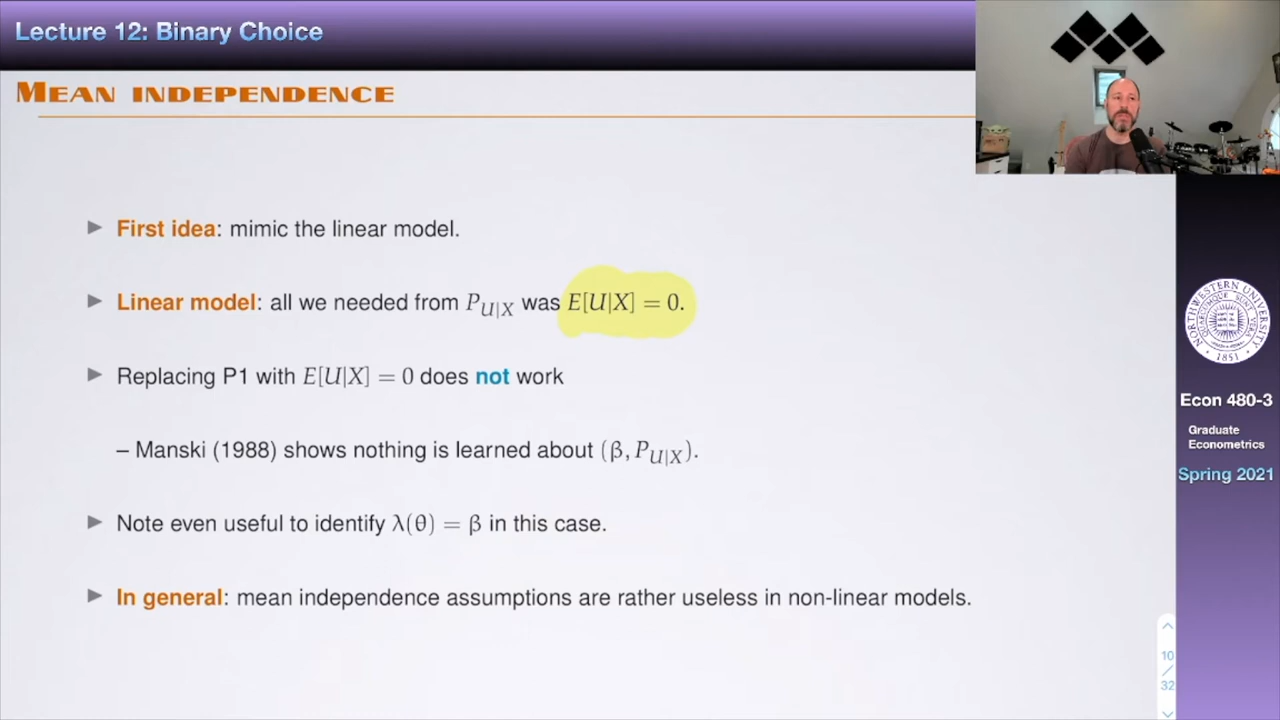 Lecture 12: Binary Choice
MEAN INDEPENDENCE
▶ First idea: mimic the linear model.
▶ Linear model: all we needed from P_{U|X} was E[U|X] = 0.
▶ Replacing P1 with E[U|X] = 0 does not work
– Manski (1988) shows nothing is learned about (β, P_{U|X}).
▶ Note even useful to identify λ(θ) = β in this case.
▶ In general: mean independence assumptions are rather useless in non-linear models.
NORTHWESTERN UNIVERSITY
1851
Econ 480-3
Graduate
Econometrics
Spring 2021
10
/
32